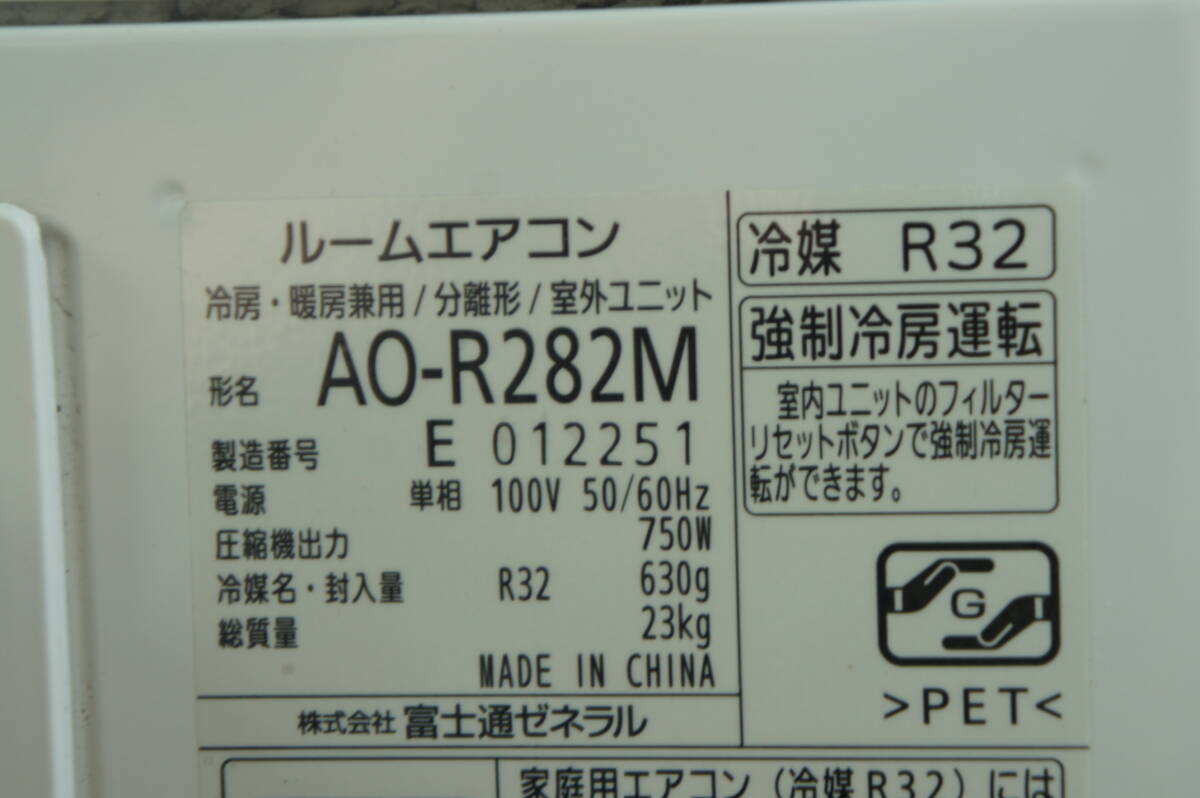 ルームエアコン
冷房・暖房兼用/分離形/室外ユニット
形名 AO-R282M
製造番号 E 012251
電源 単相 100V 50/60Hz
圧縮機出力 750W
冷媒名・封入量 R32 630g
総質量 23kg
MADE IN CHINA
株式会社 富士通ゼネラル
冷媒 R32
強制冷房運転
室内ユニットのフィルター
リセットボタンで強制冷房運
転ができます。
G
>PET<
家庭用エアコン(冷媒R32)には